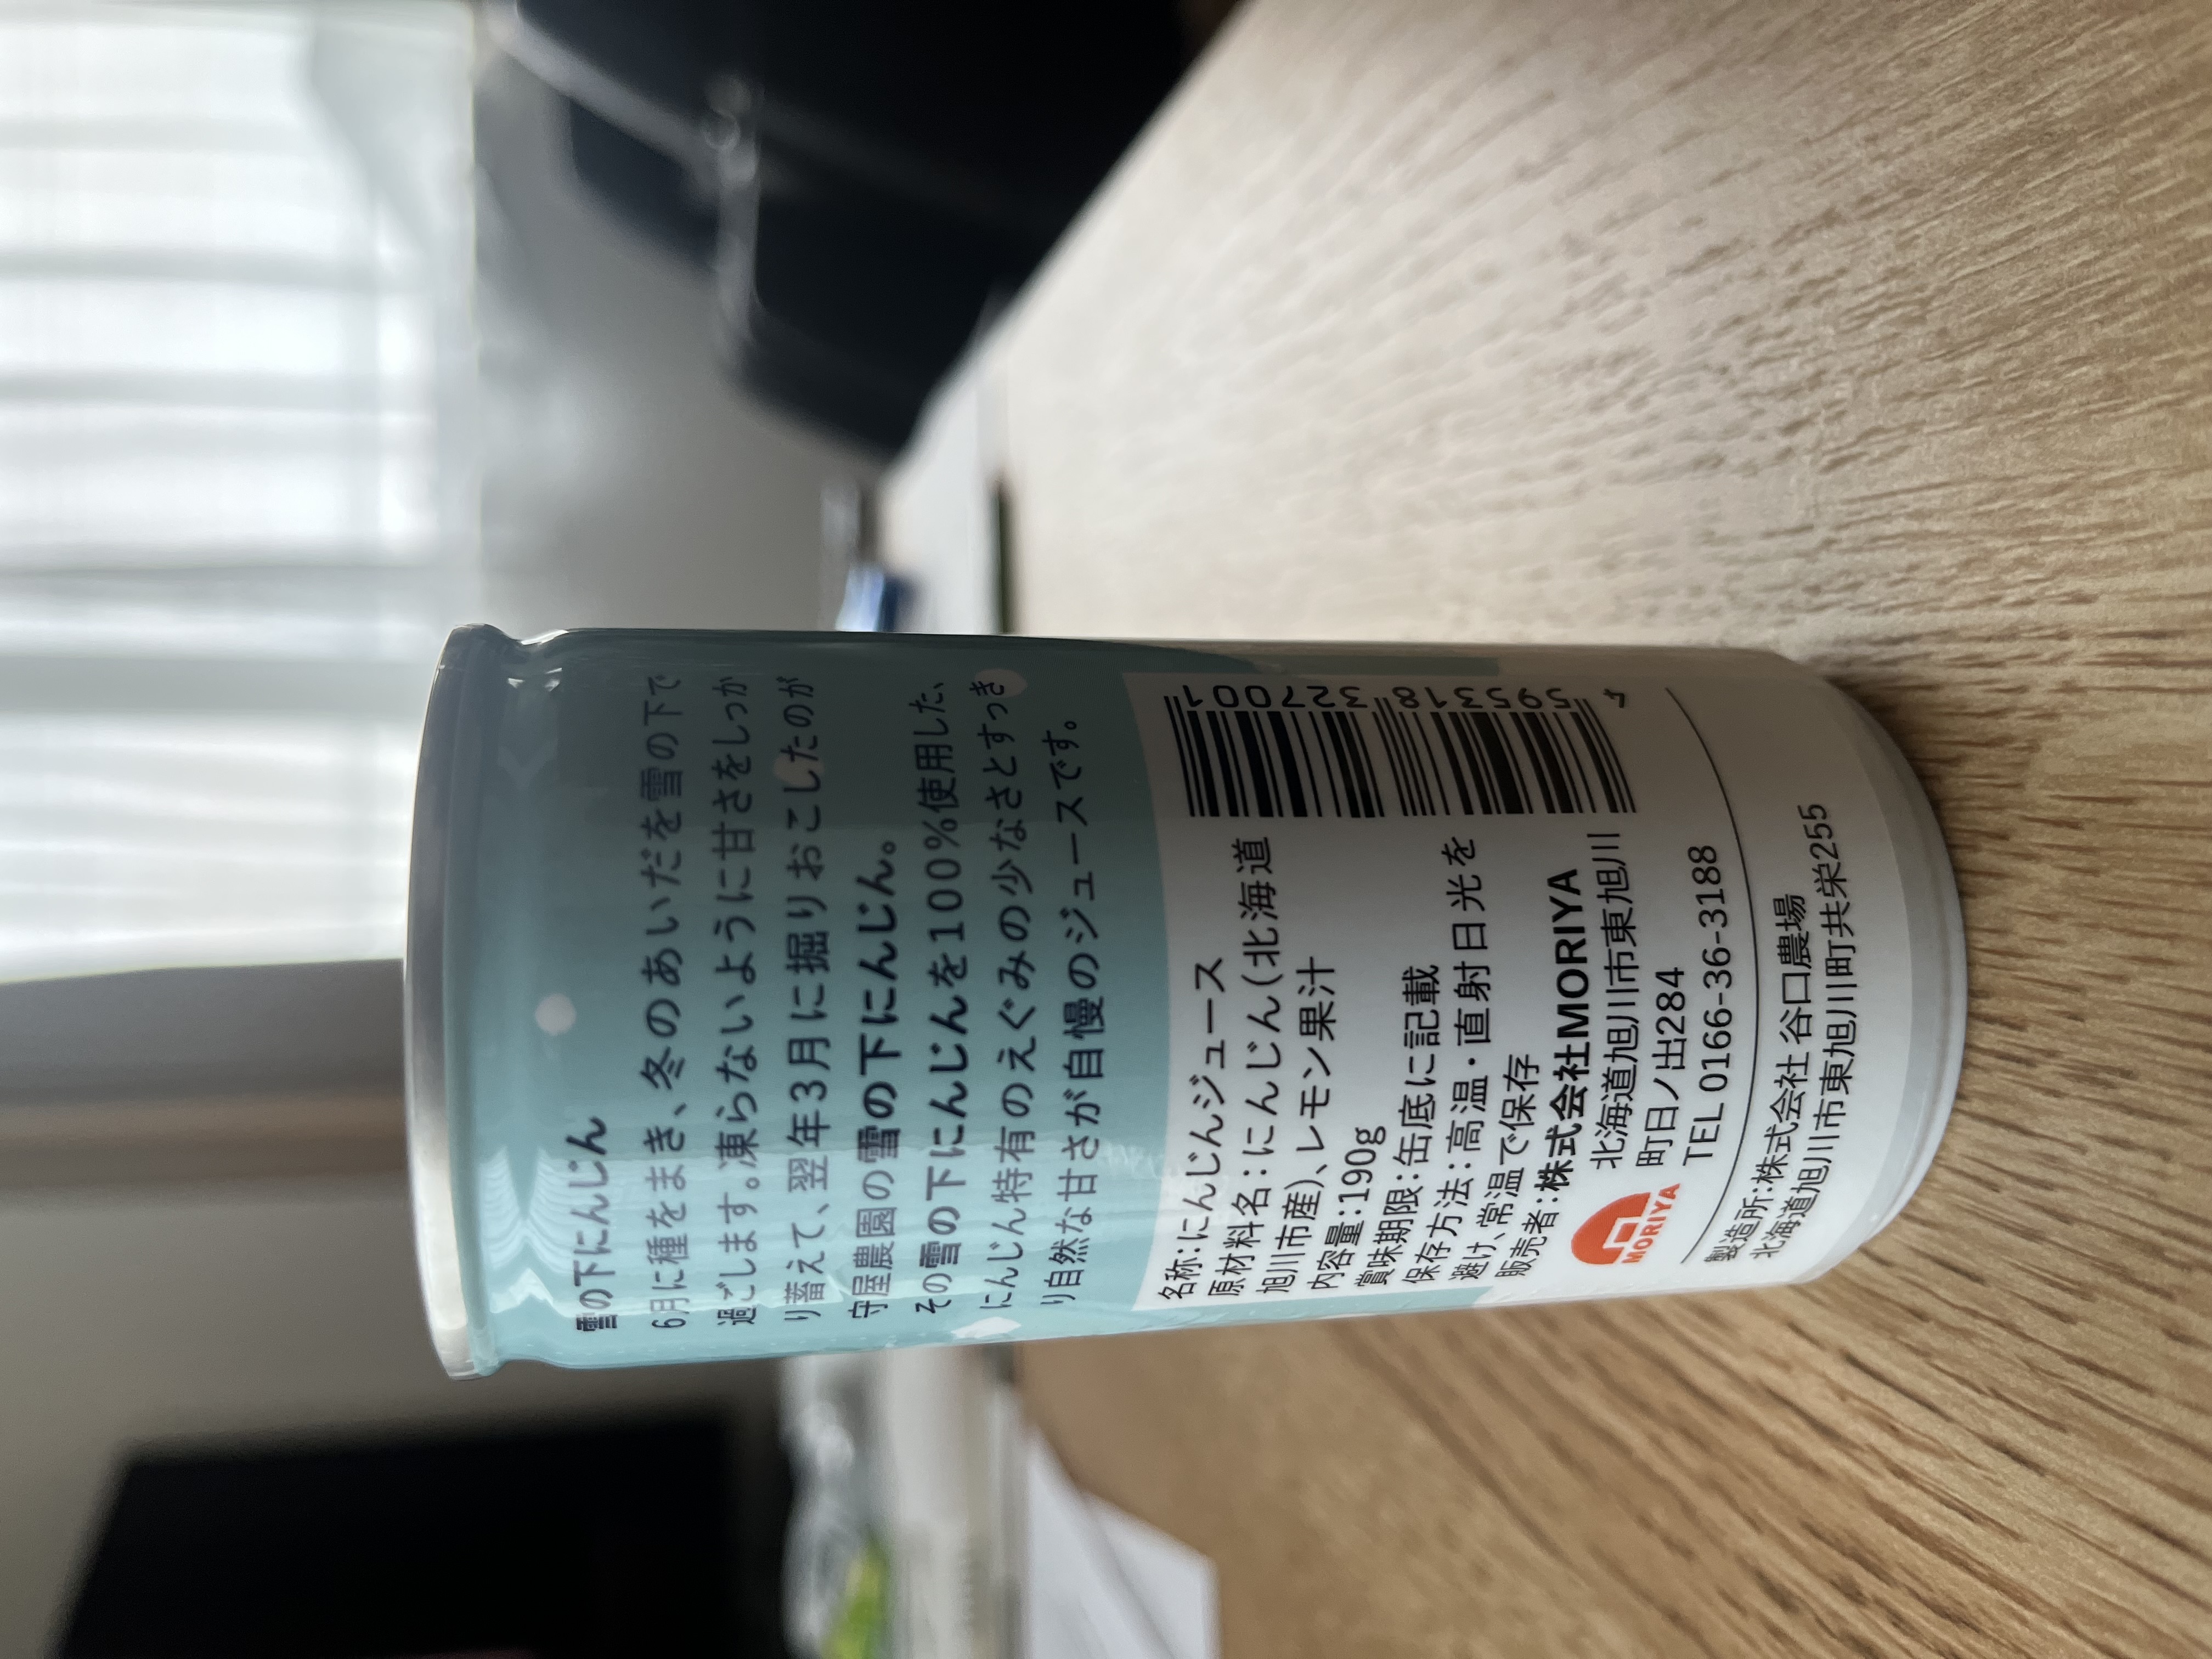 雪の下にんじん
6月に種をまき、冬のあいだを雪の下で
過ごします。凍らないように甘さをしっか
り蓄えて、翌年3月に掘りおこしたのが
守屋農園の雪の下にんじん。
その雪の下にんじんを100%使用した、
にんじん特有のえぐみの少なさとすっき
り自然な甘さが自慢のジュースです。
名称:にんじんジュース
原材料名:にんじん(北海道
旭川市産)、レモン果汁
内容量:190g
賞味期限:缶底に記載
保存方法:高温・直射日光を
避け、常温で保存
販売者:株式会社MORIYA
北海道旭川市東旭川
町日ノ出284
TEL 0166-36-3188
MORIYA
4 595318 327001
製造所:株式会社 谷口農場
北海道旭川市東旭川町共栄255